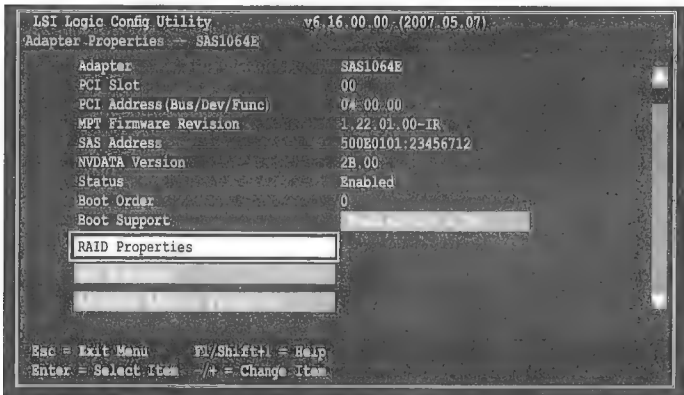 LSI Logic Config Utility v6.16.00.00 (2007.05.07)
Adapter Properties -- SAS1064E
Adapter SAS1064E
PCI Slot 00
PCI Address(Bus/Dev/Func) 04:00:00
MPT Firmware Revision 1.22.01.00-IR
SAS Address 500E0101:23456712
NVDATA Version 2B.00
Status Enabled
Boot Order 0
Boot Support
RAID Properties
Esc = Exit Menu F1/Shift+1 = Help
Enter = Select Item -/+ = Change Item